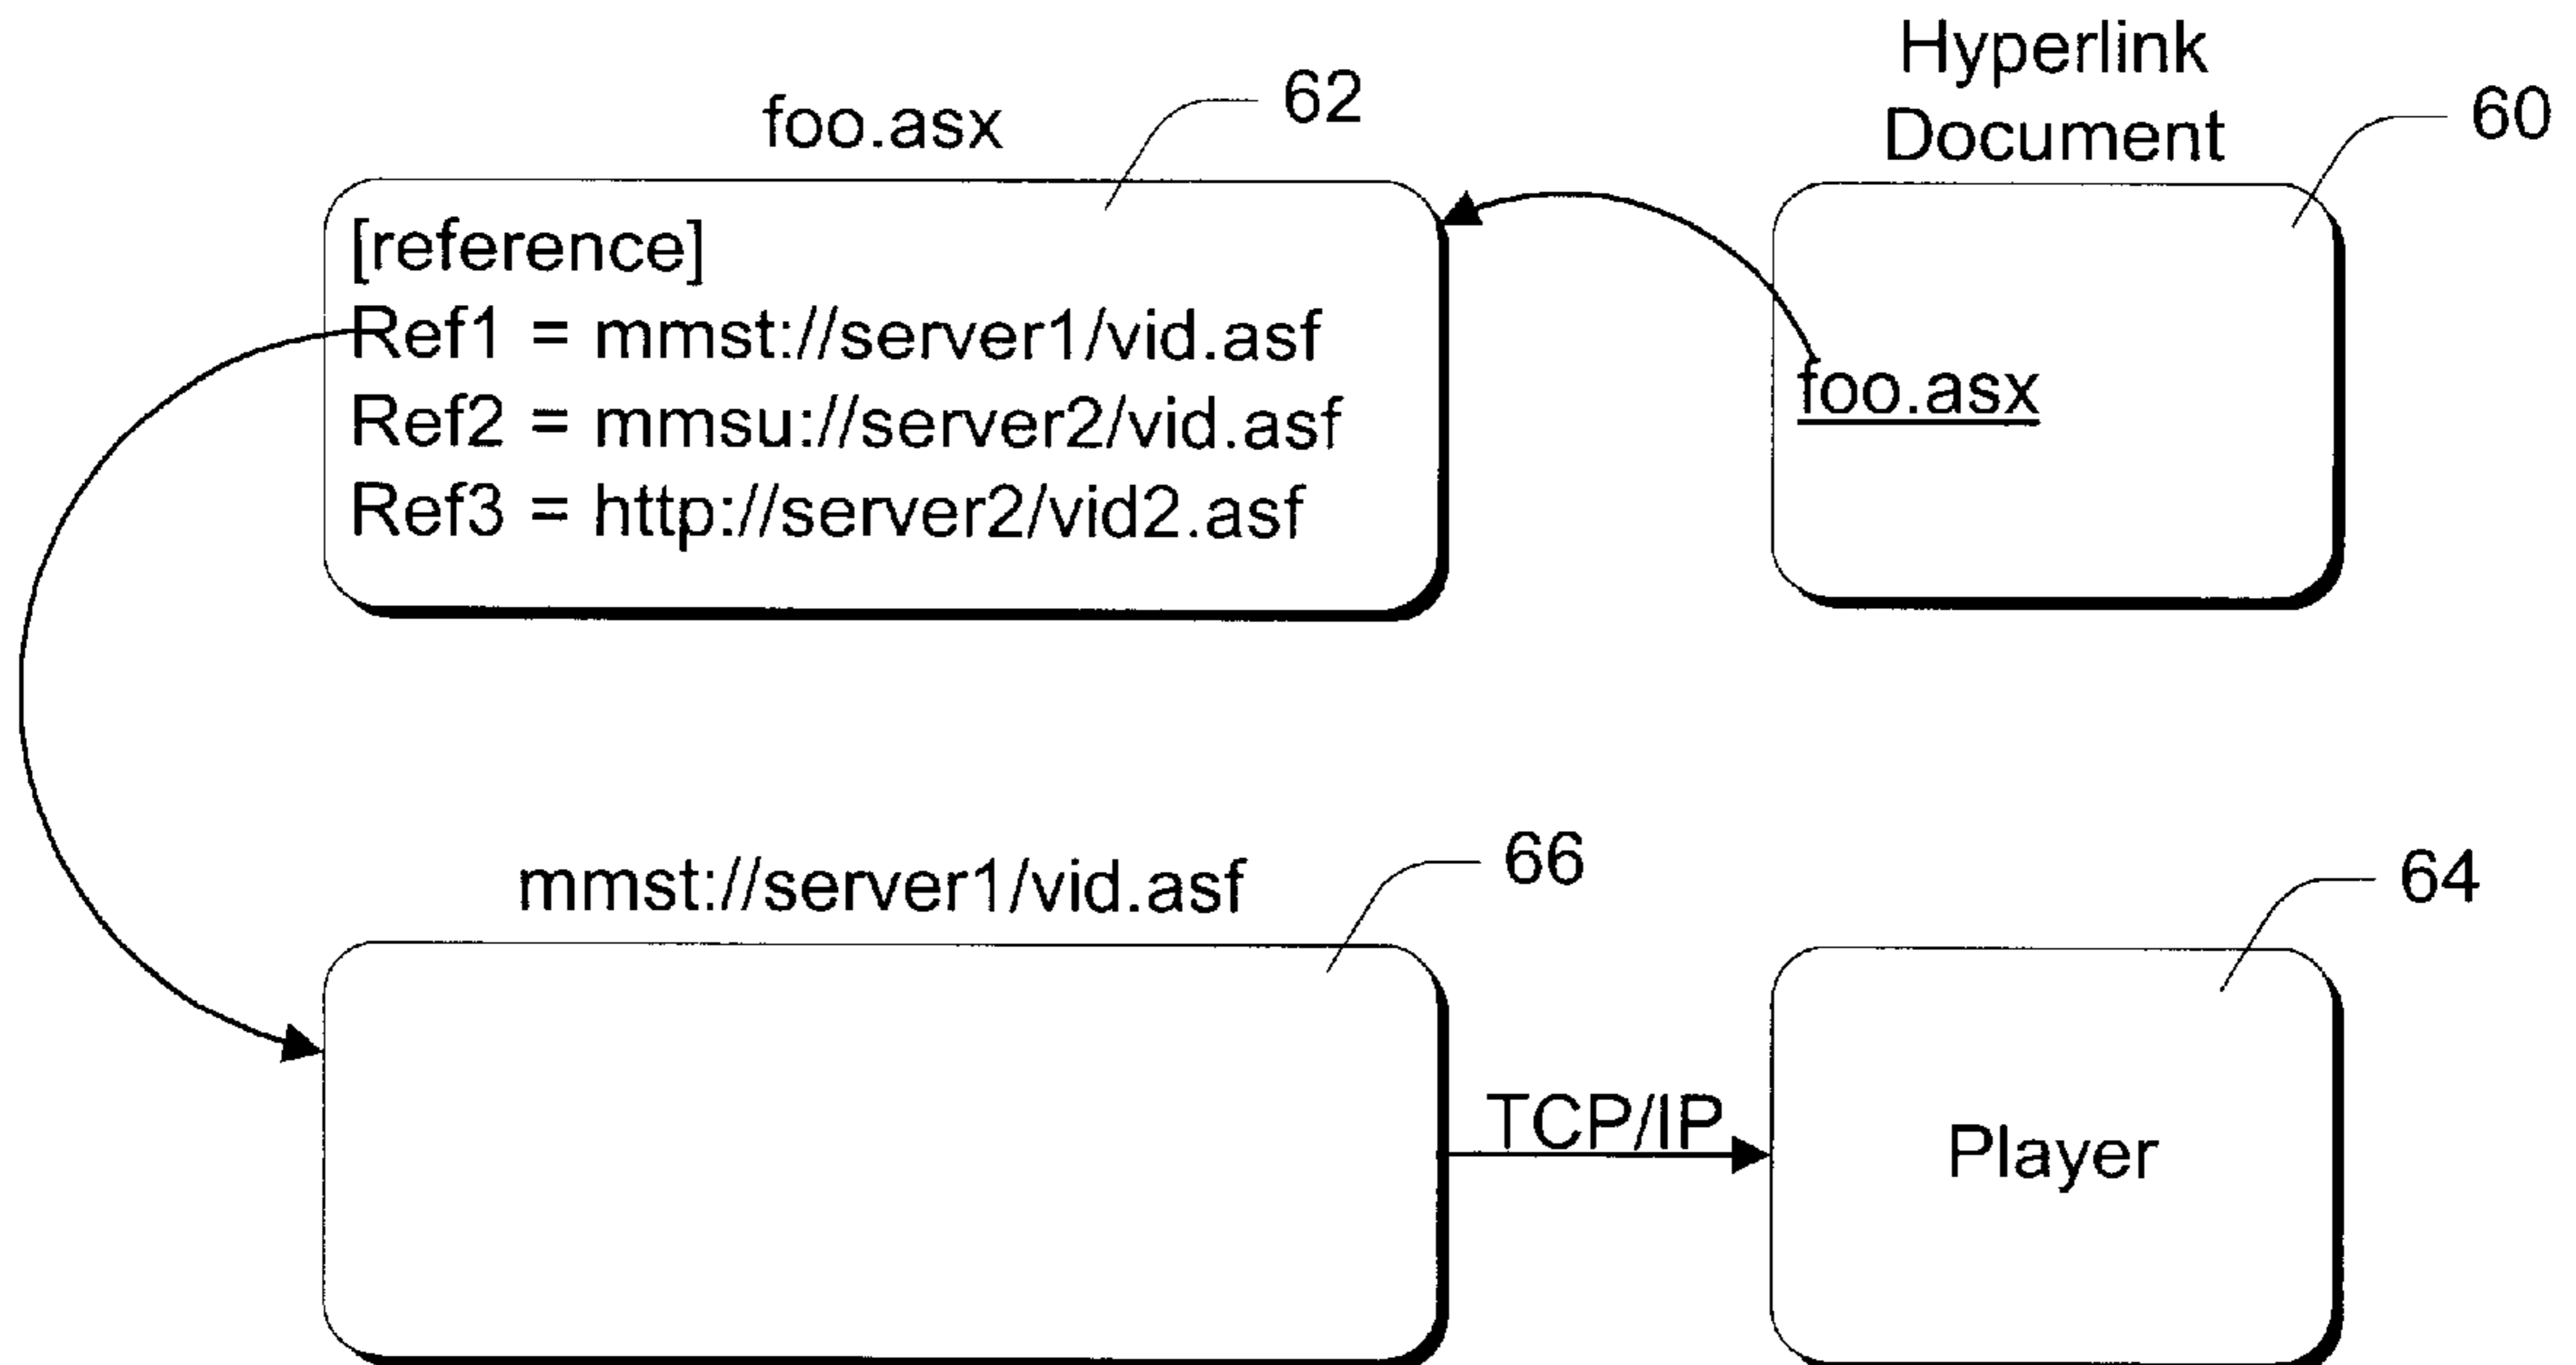 Hyperlink
Document
60
foo.asx
62
[reference]
Ref1 = mmst://server1/vid.asf
Ref2 = mmsu://server2/vid.asf
Ref3 = http://server2/vid2.asf
foo.asx
mmst://server1/vid.asf
66
64
TCP/IP
Player